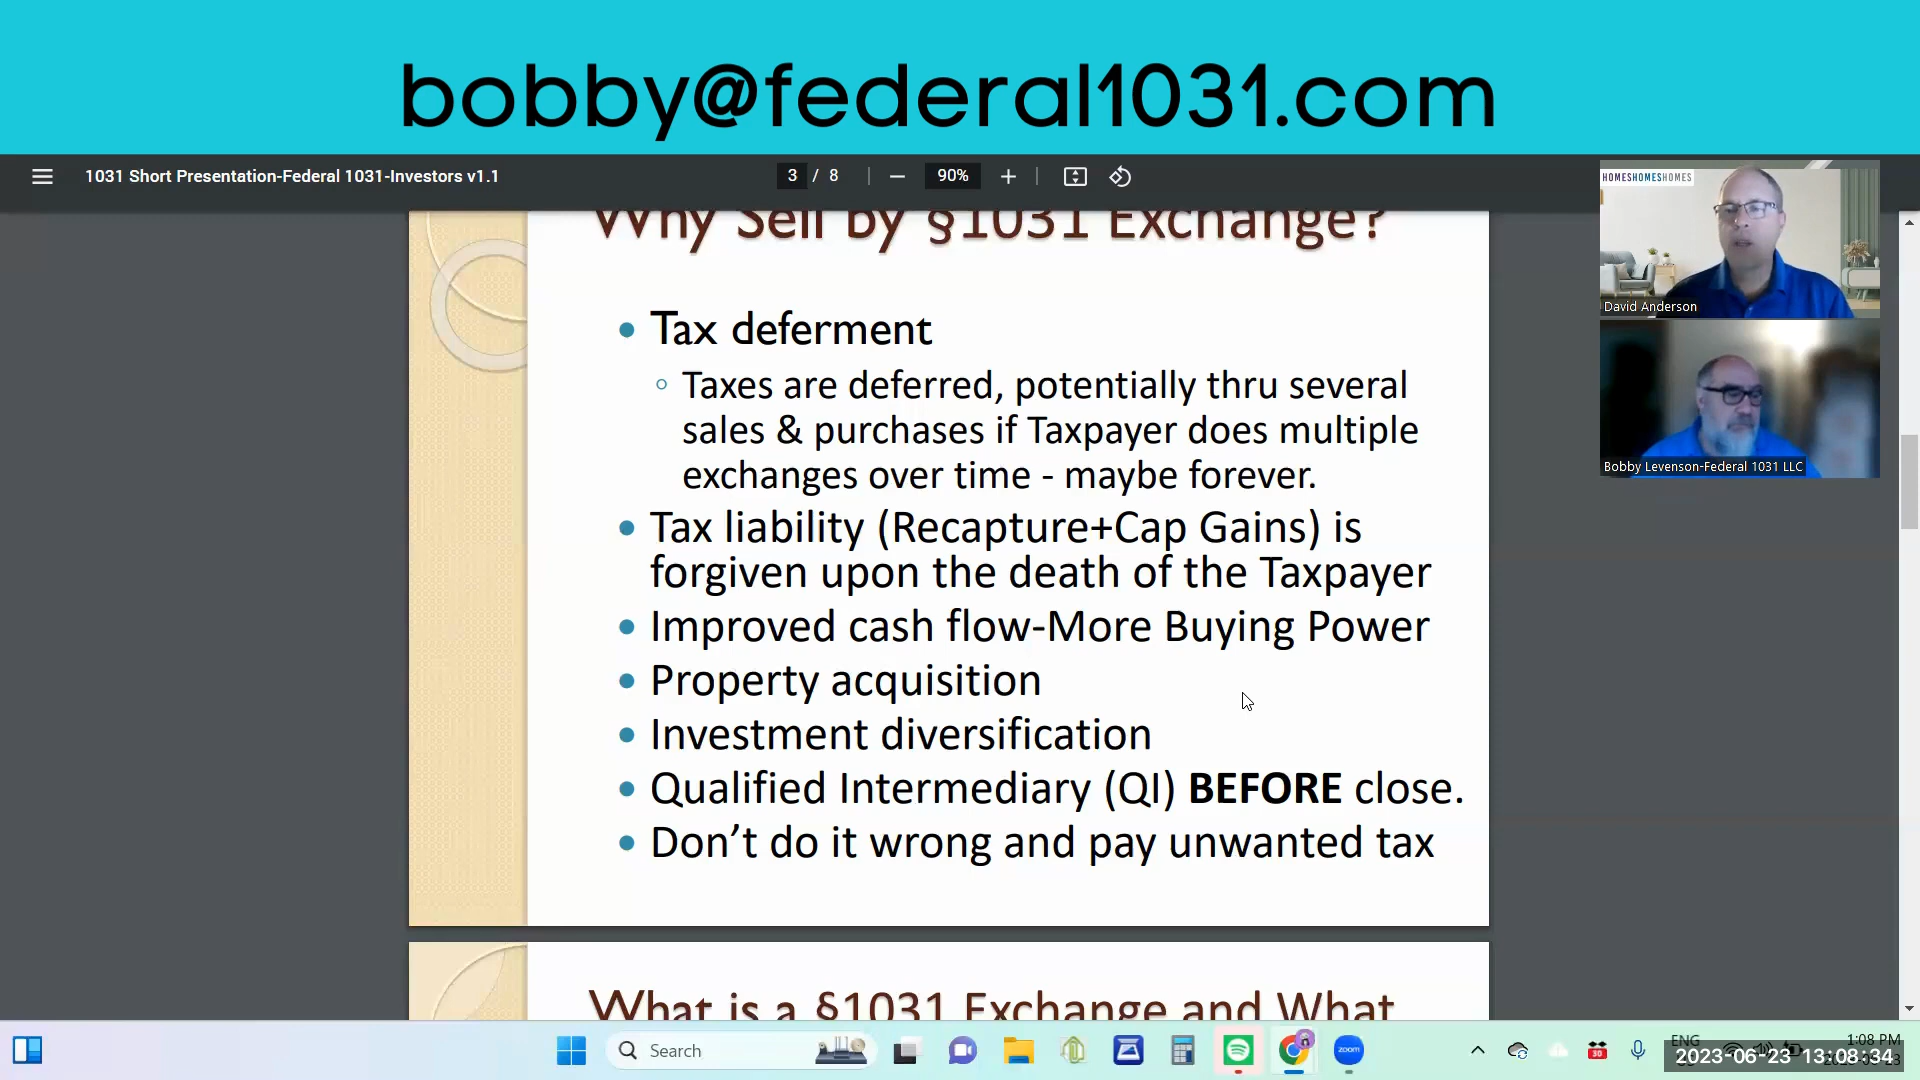 bobby@federal1031.com
1031 Short Presentation-Federal 1031-Investors v1.1
3 / 8
90%
HOMESHOMESHOMES
David Anderson
Bobby Levenson-Federal 1031 LLC
Why Sell by §1031 Exchange?
• Tax deferment
Taxes are deferred, potentially thru several
sales & purchases if Taxpayer does multiple
exchanges over time - maybe forever.
• Tax liability (Recapture+Cap Gains) is
forgiven upon the death of the Taxpayer
• Improved cash flow-More Buying Power
• Property acquisition
• Investment diversification
• Qualified Intermediary (QI) BEFORE close.
• Don’t do it wrong and pay unwanted tax
What is a §1031 Exchange and What
Search
zoom
30
ENG
1:08 PM
2023-06-23 13:08:34